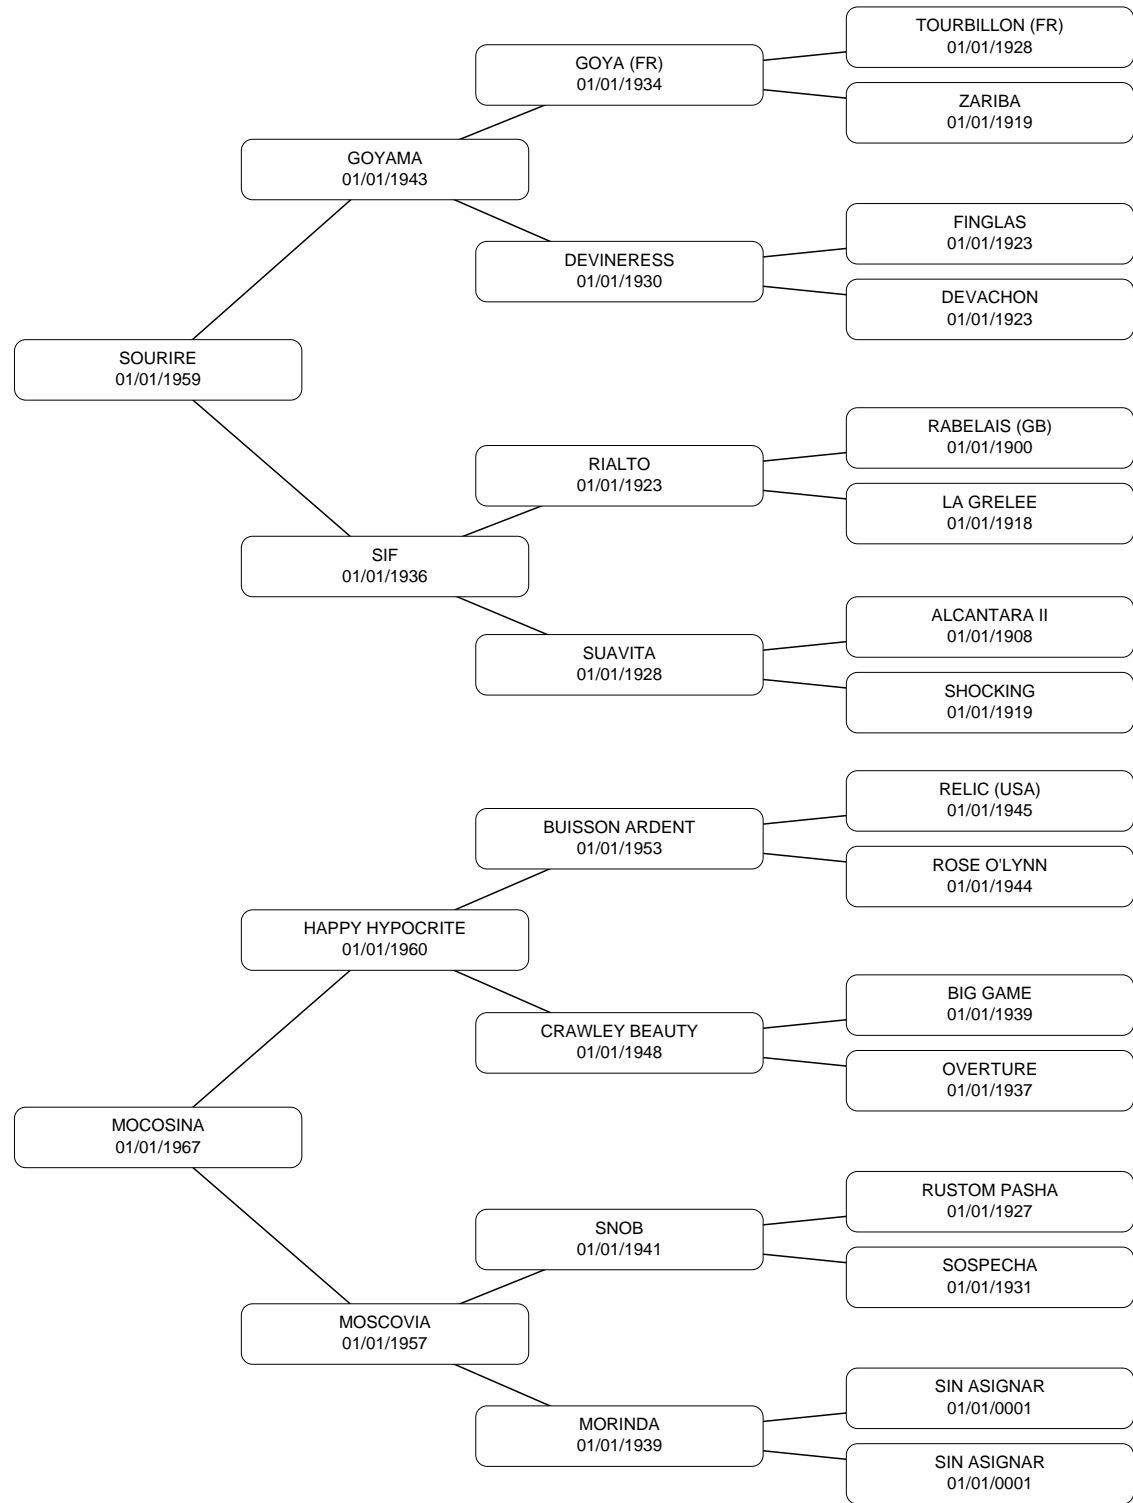 TOURBILLON (FR)
01/01/1928
GOYA (FR)
01/01/1934
ZARIBA
01/01/1919
GOYAMA
01/01/1943
FINGLAS
01/01/1923
DEVINERESS
01/01/1930
DEVACHON
01/01/1923
SOURIRE
01/01/1959
RABELAIS (GB)
01/01/1900
RIALTO
01/01/1923
LA GRELEE
01/01/1918
SIF
01/01/1936
ALCANTARA II
01/01/1908
SUAVITA
01/01/1928
SHOCKING
01/01/1919
RELIC (USA)
01/01/1945
BUISSON ARDENT
01/01/1953
ROSE O'LYNN
01/01/1944
HAPPY HYPOCRITE
01/01/1960
BIG GAME
01/01/1939
CRAWLEY BEAUTY
01/01/1948
OVERTURE
01/01/1937
MOCOSINA
01/01/1967
RUSTOM PASHA
01/01/1927
SNOB
01/01/1941
SOSPECHA
01/01/1931
MOSCOVIA
01/01/1957
SIN ASIGNAR
01/01/0001
MORINDA
01/01/1939
SIN ASIGNAR
01/01/0001